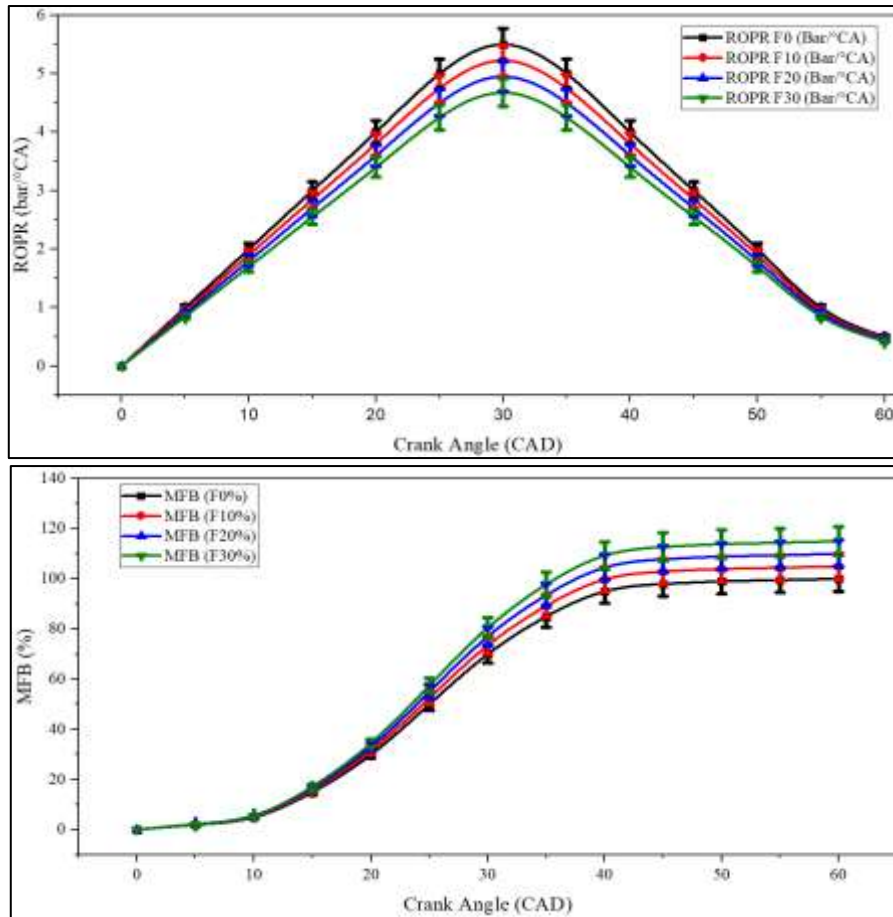 6
5
4
3
2
1
0
ROPR (bar/°CA)
ROPR F0 (Bar/°CA)
ROPR F10 (Bar/°CA)
ROPR F20 (Bar/°CA)
ROPR F30 (Bar/°CA)
0 10 20 30 40 50 60
Crank Angle (CAD)
140
120
100
80
60
40
20
0
MFB (%)
MFB (F0%)
MFB (F10%)
MFB (F20%)
MFB (F30%)
0 10 20 30 40 50 60
Crank Angle (CAD)